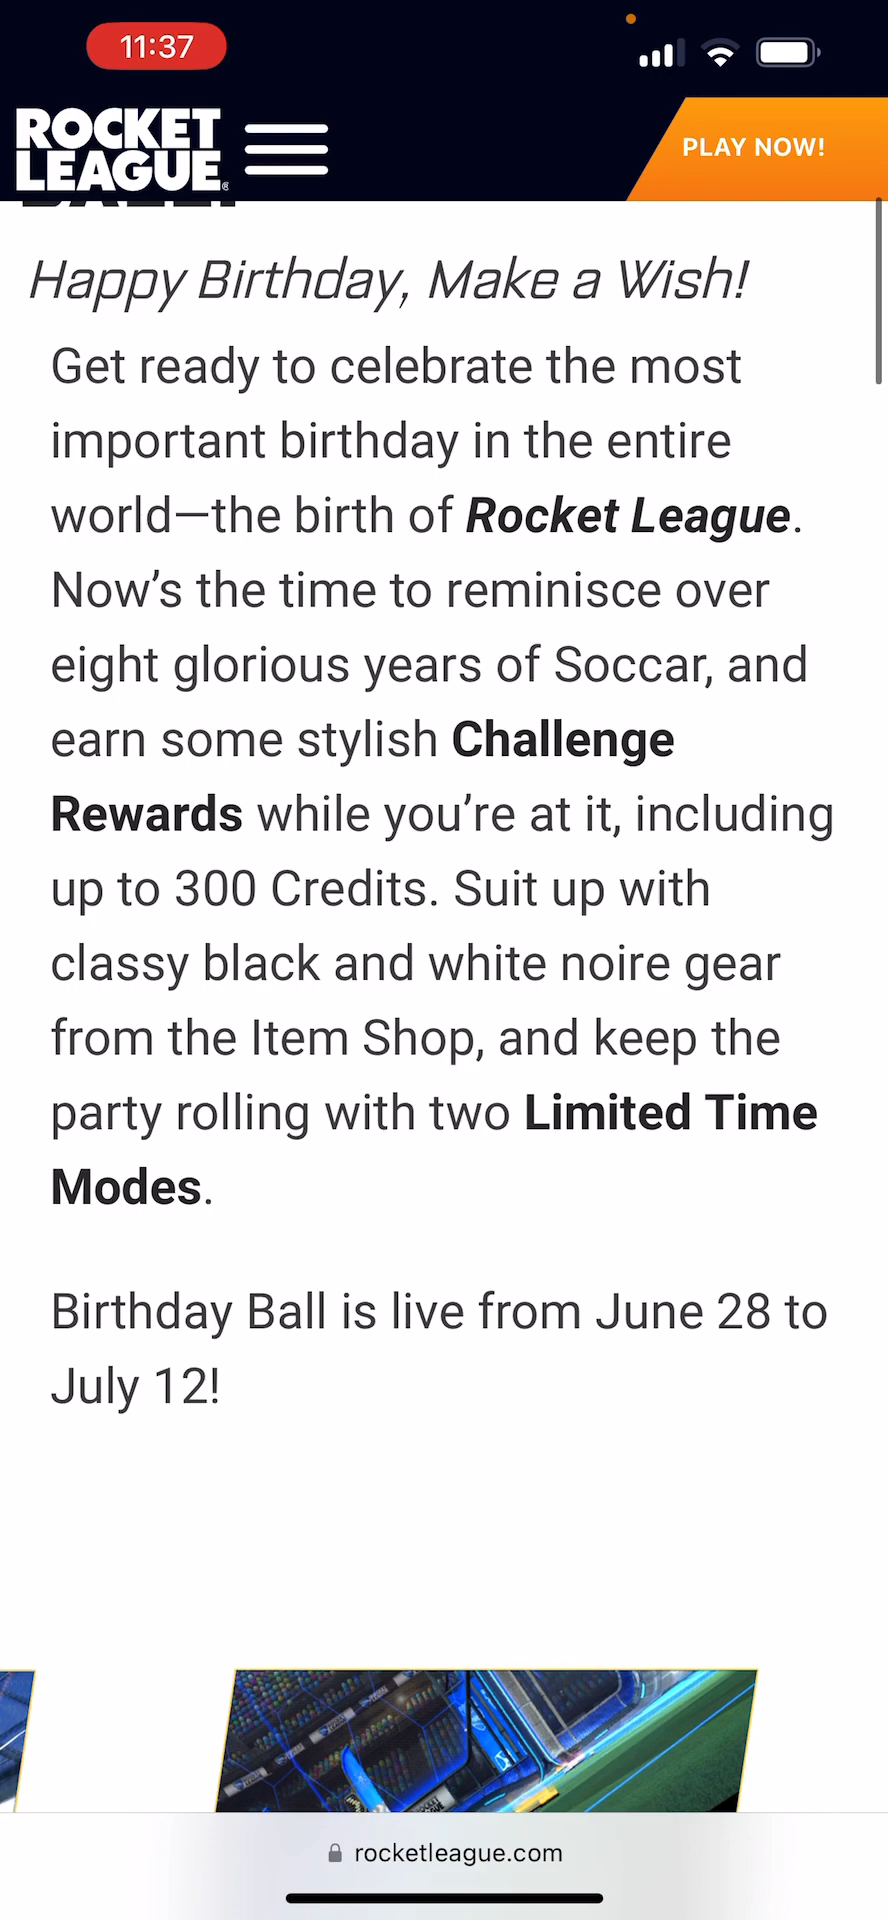 11:37
ROCKET
LEAGUE®
PLAY NOW!
Happy Birthday, Make a Wish!
Get ready to celebrate the most
important birthday in the entire
world—the birth of Rocket League.
Now’s the time to reminisce over
eight glorious years of Soccar, and
earn some stylish Challenge
Rewards while you’re at it, including
up to 300 Credits. Suit up with
classy black and white noire gear
from the Item Shop, and keep the
party rolling with two Limited Time
Modes.
Birthday Ball is live from June 28 to
July 12!
ROCKET
rocketleague.com